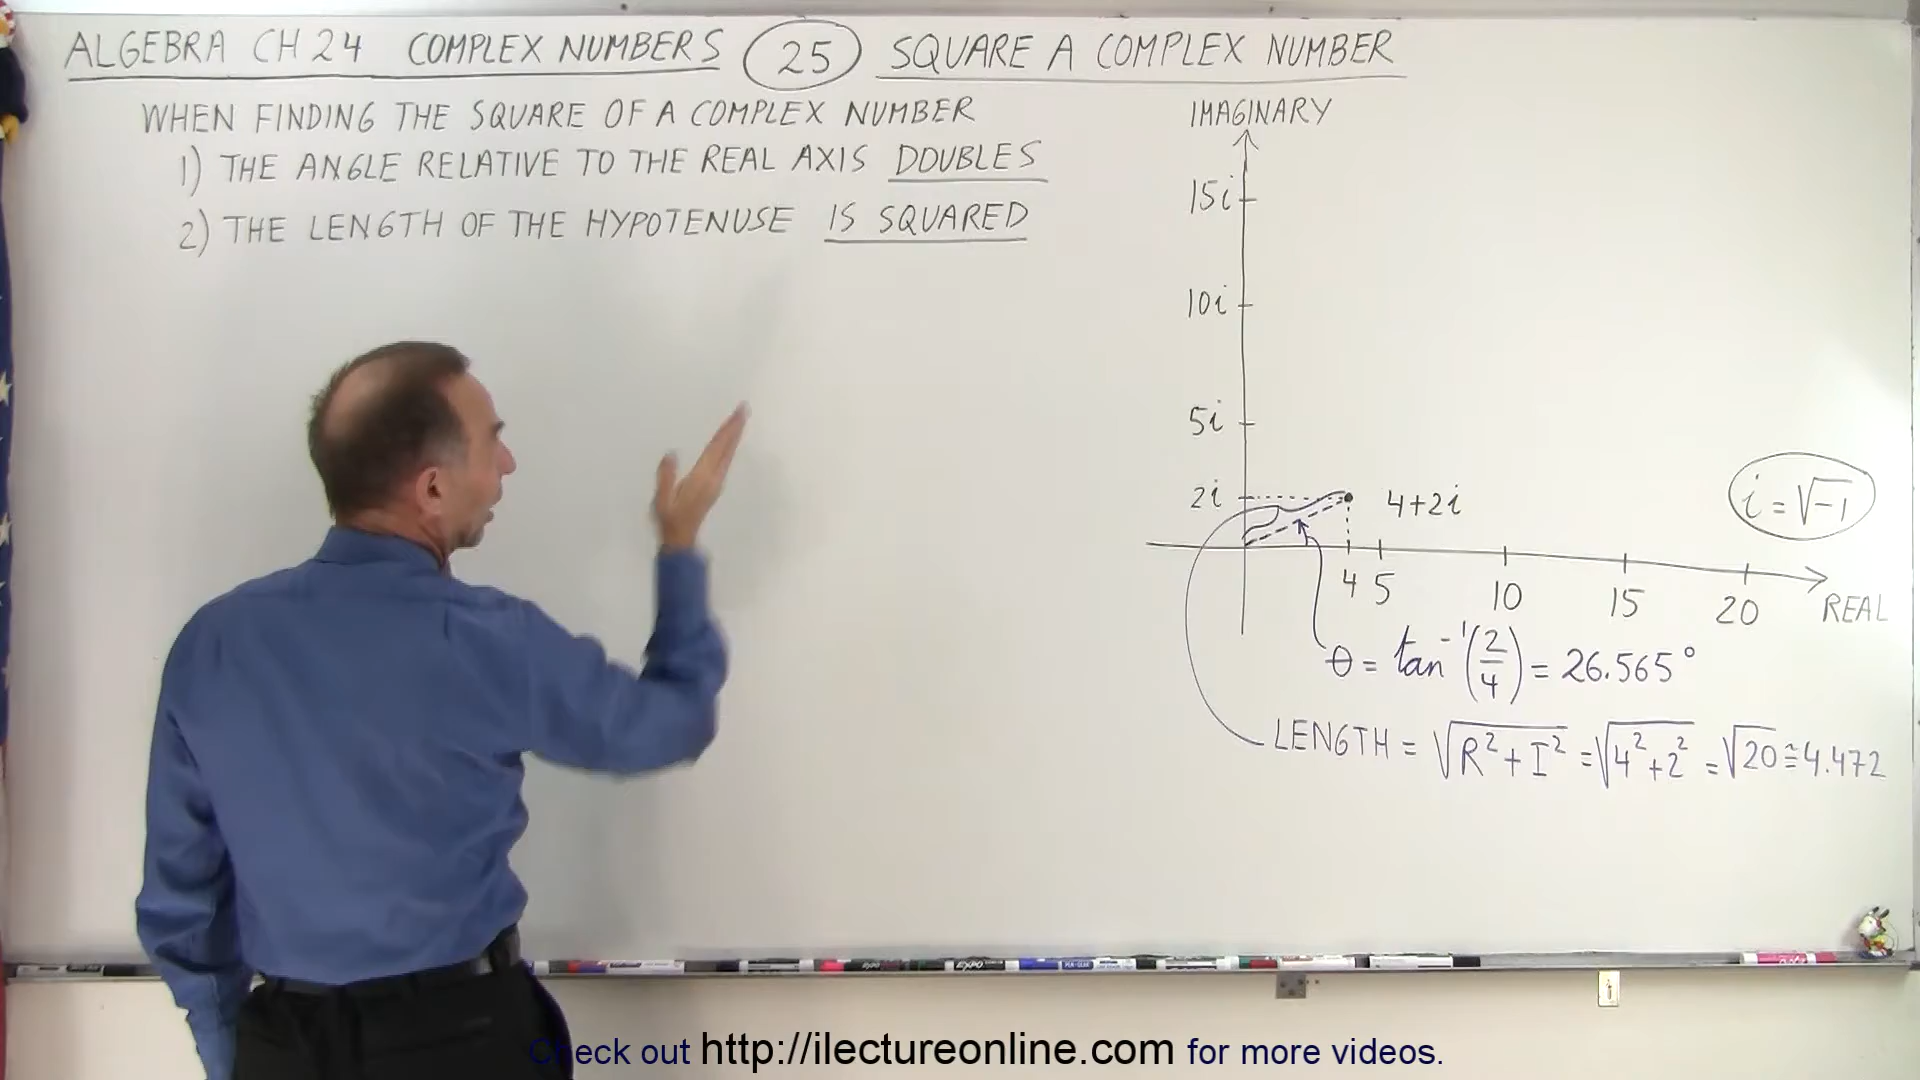 ALGEBRA CH 24 COMPLEX NUMBERS 25 SQUARE A COMPLEX NUMBER
WHEN FINDING THE SQUARE OF A COMPLEX NUMBER
1) THE ANGLE RELATIVE TO THE REAL AXIS DOUBLES
2) THE LENGTH OF THE HYPOTENUSE IS SQUARED
IMAGINARY
15i
10i
5i
2i
4+2i
i = √-1
4 5 10 15 20 REAL
θ = tan⁻¹(2/4) = 26.565°
LENGTH = √R²+I² = √4²+2² = √20 ≅ 4.472
EXPO
Check out http://ilectureonline.com for more videos.